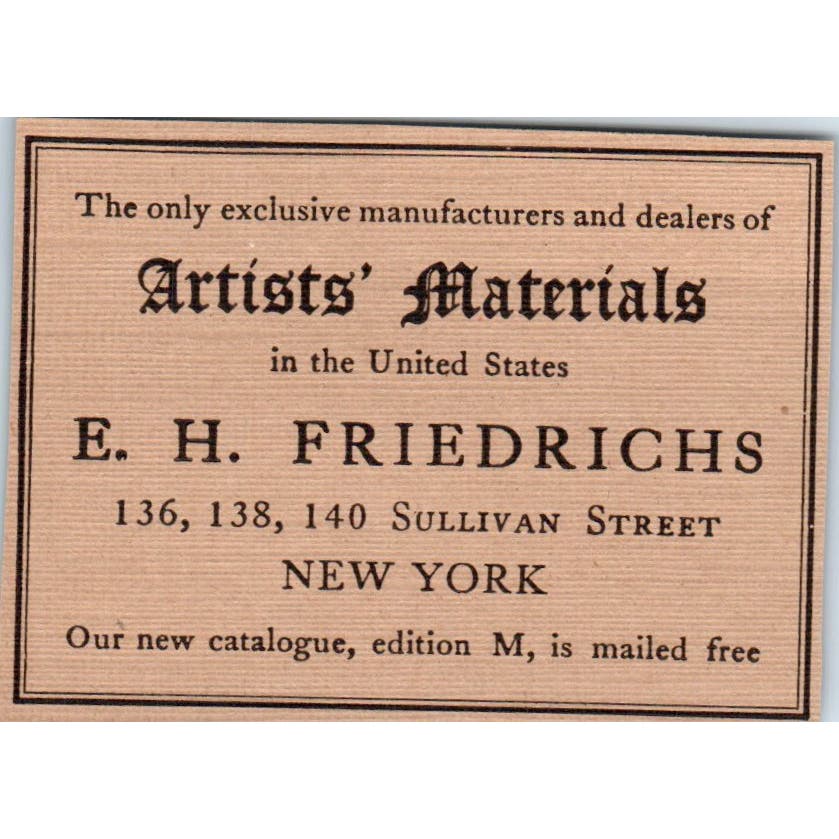 The only exclusive manufacturers and dealers of
Artists' Materials
in the United States
E. H. FRIEDRICHS
136, 138, 140 SULLIVAN STREET
NEW YORK
Our new catalogue, edition M, is mailed free